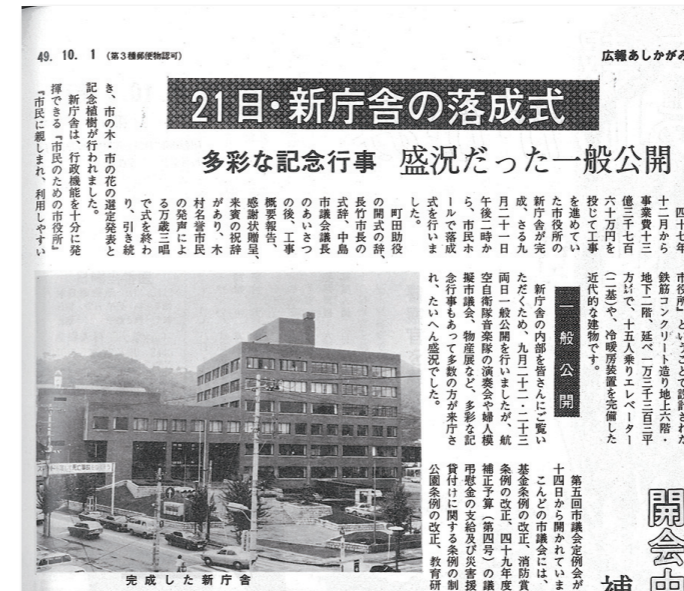 49. 10. 1 (第3種郵便物認可)
広報あしかがみ
21日・新庁舎の落成式
多彩な記念行事 盛況だった一般公開
四十七年
十二月から
事業費十三
億三千七百
六十万円を
投じて工事
を進めてい
た市役所の
新庁舎が完
成、さる九
月二十一日
午後二時か
ら、市民ホ
ールで落成
式を行いま
した。
町田助役
の開式の辞、
長竹市長の
式辞、中島
市議会議長
のあいさつ
の後、工事
概要報告、
感謝状贈呈、
来賓の祝辞
があり、木
村名誉市民
の発声によ
る万歳三唱
で式を終わ
り、引き続
き、市の木・市の花の選定発表と
記念植樹が行われました。
新庁舎は、行政機能を十分に発
揮できる『市民のための市役所』
『市民に親しまれ、利用しやすい
市役所』ということで設計された
鉄筋コンクリート造り地上六階・
地下二階、延べ一万三千三百三平
方㍍で、十五人乗りエレベーター
(二基)や、冷暖房装置を完備した
近代的な建物です。
一般公開
新庁舎の内部を皆さんにご覧い
ただくため、九月二十二・二十三
両日一般公開を行いましたが、航
空自衛隊音楽隊の演奏会や婦人模
擬市議会、物産展など、多彩な記
念行事もあって多数の方が来庁さ
れ、たいへん盛況でした。
完成した新庁舎
開会中
補
第五回市議会定例会が
十四日から開かれていま
こんどの市議会には、
基金条例の改正、消防賞
条例の改正、四十九年度
補正予算（第四号）の議
弔慰金の支給及び災害援
貸付けに関する条例の制
公園条例の改正、教育研